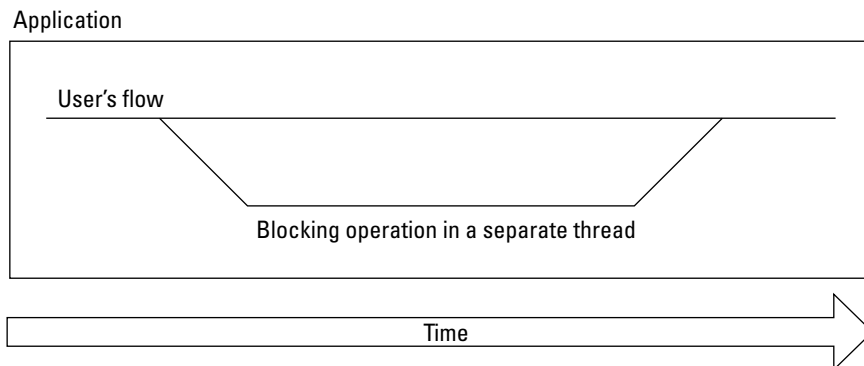 Application
User's flow
Blocking operation in a separate thread
Time